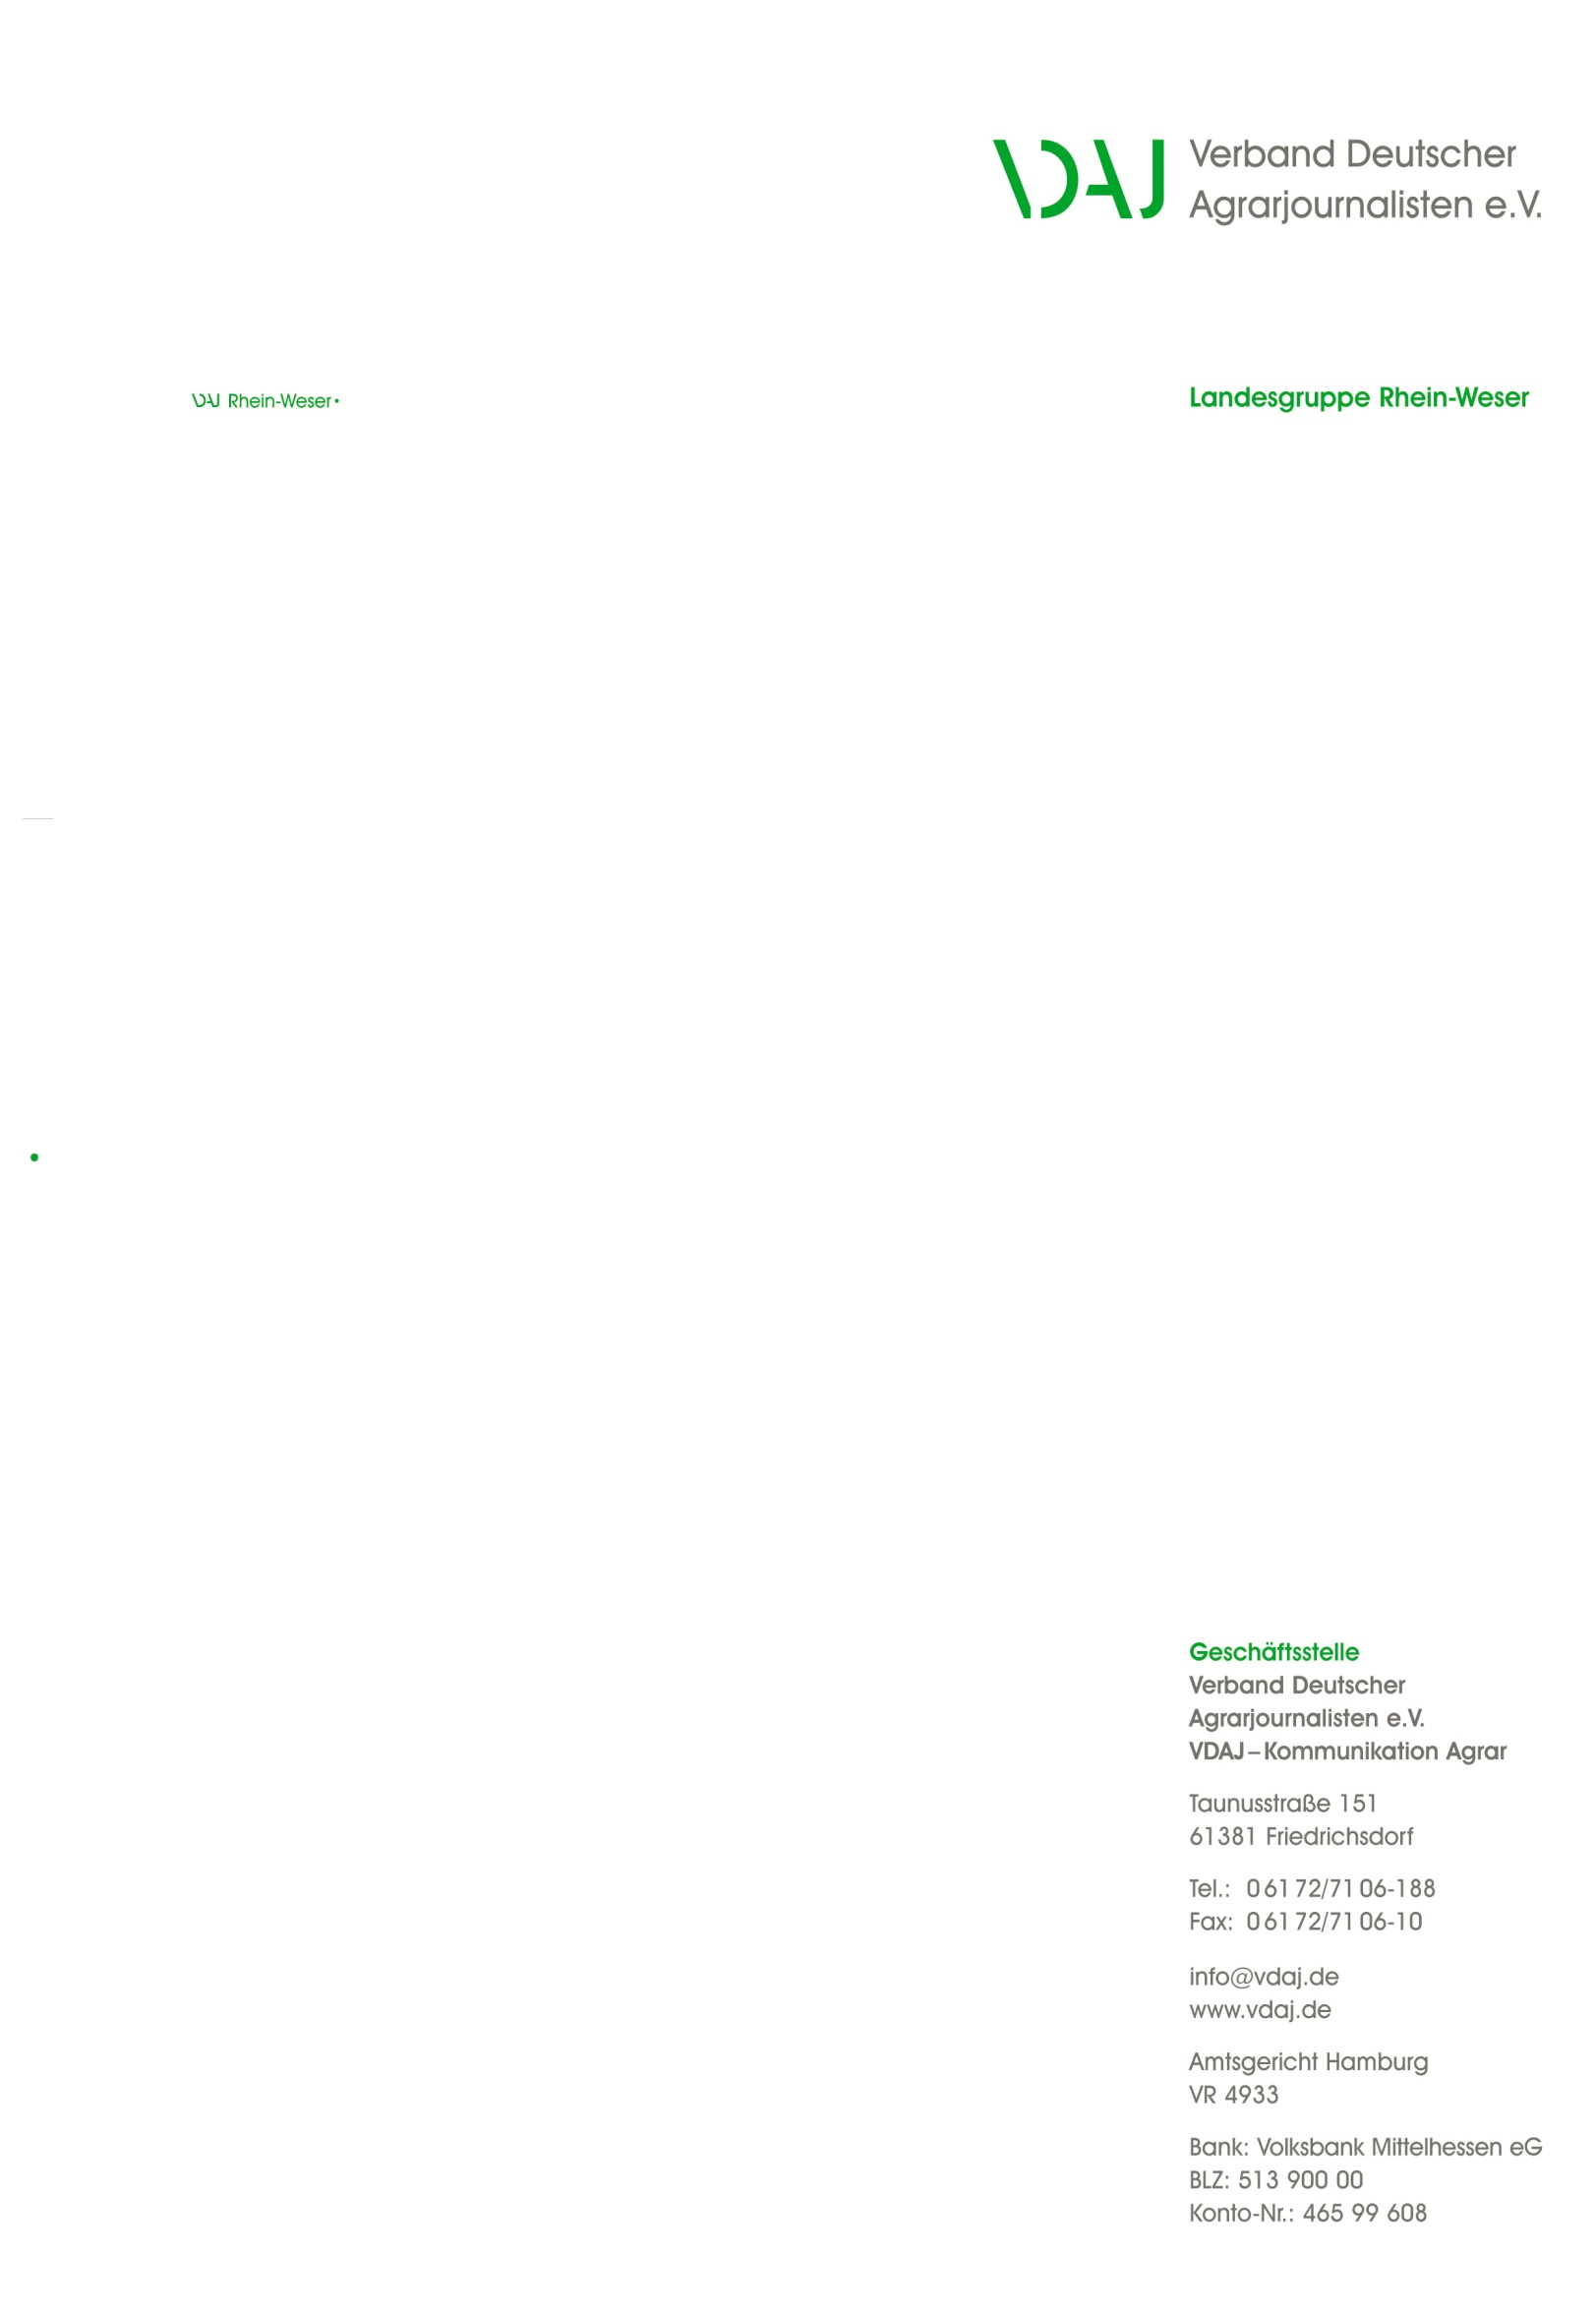 VDAJ Verband Deutscher
Agrarjournalisten e.V.
VDAJ Rhein-Weser •
Landesgruppe Rhein-Weser
Geschäftsstelle
Verband Deutscher
Agrarjournalisten e.V.
VDAJ – Kommunikation Agrar
Taunusstraße 151
61381 Friedrichsdorf
Tel.: 0 61 72/71 06-188
Fax: 0 61 72/71 06-10
info@vdaj.de
www.vdaj.de
Amtsgericht Hamburg
VR 4933
Bank: Volksbank Mittelhessen eG
BLZ: 513 900 00
Konto-Nr.: 465 99 608